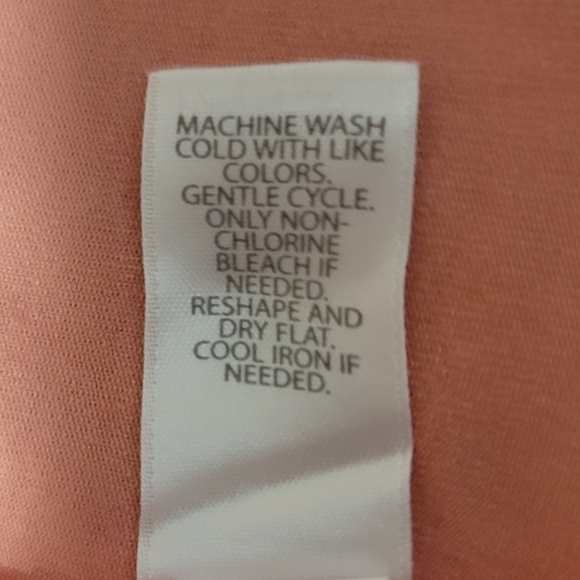 MACHINE WASH
COLD WITH LIKE
COLORS.
GENTLE CYCLE.
ONLY NON-
CHLORINE
BLEACH IF
NEEDED.
RESHAPE AND
DRY FLAT.
COOL IRON IF
NEEDED.